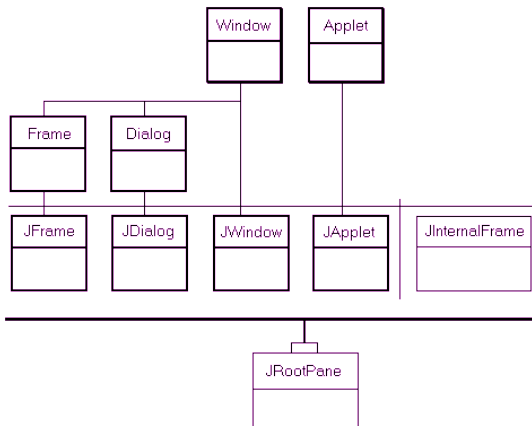 Window
Applet
Frame
Dialog
JFrame
JDialog
JWindow
JApplet
JInternalFrame
JRootPane